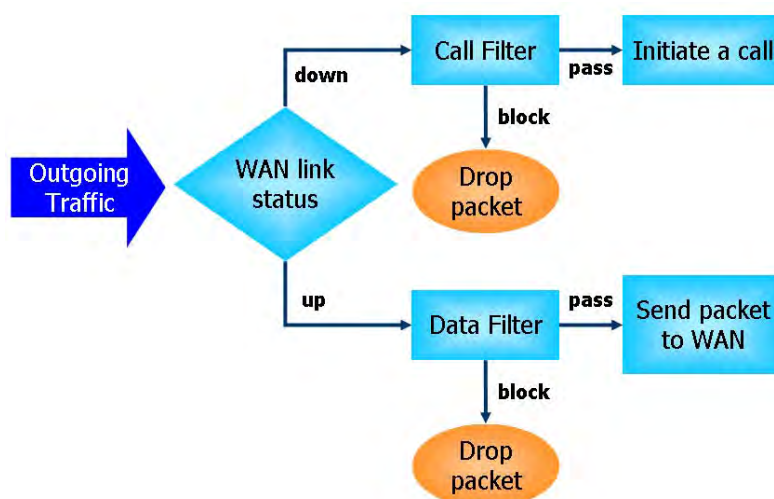 Call Filter
pass
Initiate a call
down
block
Outgoing
Traffic
WAN link
status
Drop
packet
up
Data Filter
pass
Send packet
to WAN
block
Drop
packet